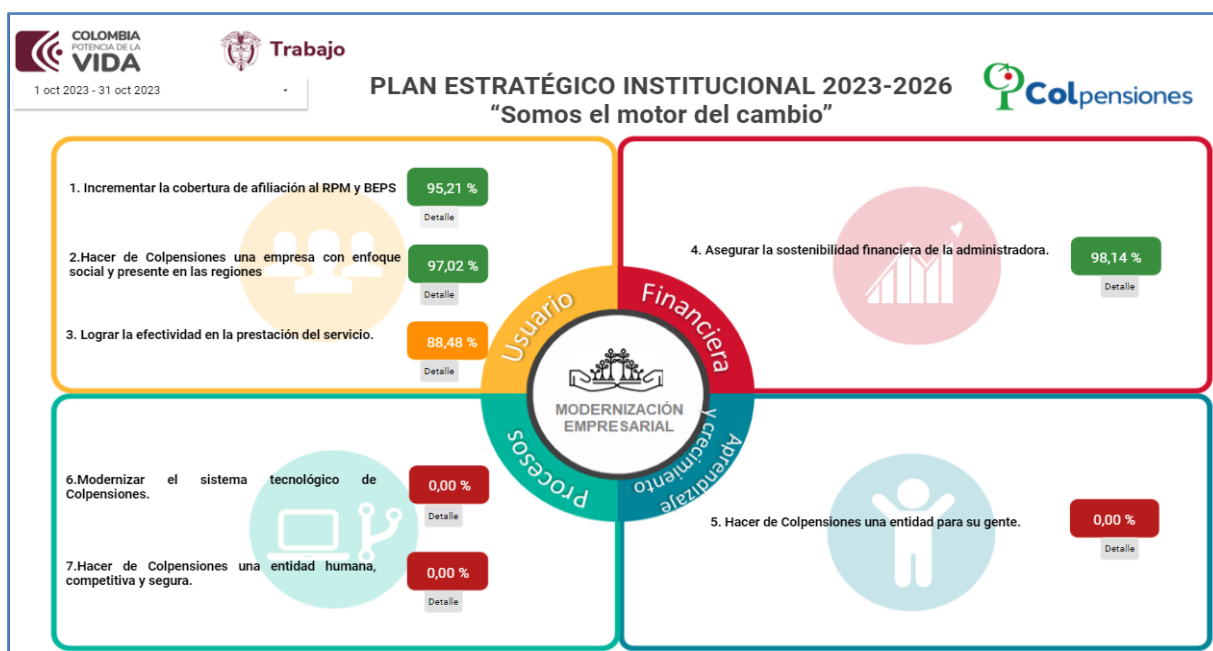 COLOMBIA
POTENCIA DE LA
VIDA
Trabajo
1 oct 2023 - 31 oct 2023
PLAN ESTRATÉGICO INSTITUCIONAL 2023-2026
“Somos el motor del cambio”
Colpensiones
1. Incrementar la cobertura de afiliación al RPM y BEPS
95,21 %
Detalle
2.Hacer de Colpensiones una empresa con enfoque
social y presente en las regiones
97,02 %
Detalle
3. Lograr la efectividad en la prestación del servicio.
88,48 %
Detalle
4. Asegurar la sostenibilidad financiera de la administradora.
98,14 %
Detalle
Usuario
Financiera
MODERNIZACIÓN
EMPRESARIAL
Procesos
Aprendizaje
y crecimiento
6.Modernizar el sistema tecnológico de
Colpensiones.
0,00 %
Detalle
7.Hacer de Colpensiones una entidad humana,
competitiva y segura.
0,00 %
Detalle
5. Hacer de Colpensiones una entidad para su gente.
0,00 %
Detalle